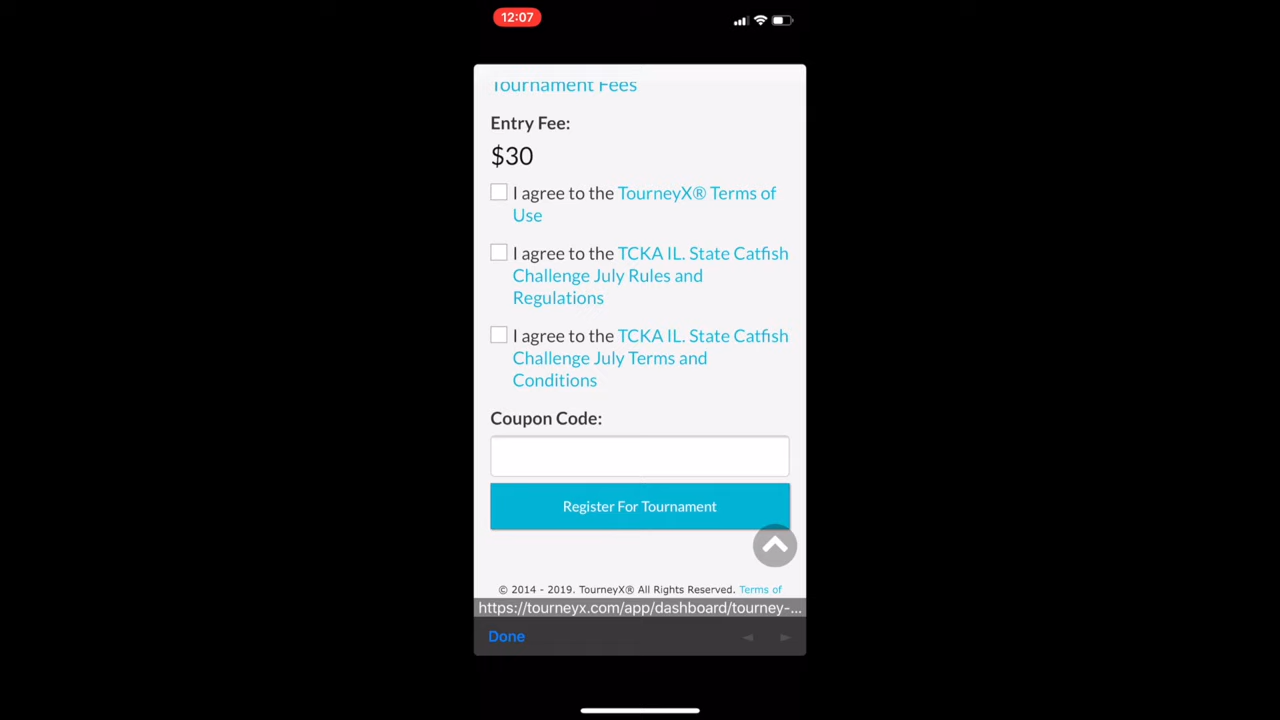 12:07
Tournament Fees
Entry Fee:
$30
I agree to the TourneyX® Terms of
Use
I agree to the TCKA IL. State Catfish
Challenge July Rules and
Regulations
I agree to the TCKA IL. State Catfish
Challenge July Terms and
Conditions
Coupon Code:
Register For Tournament
© 2014 - 2019. TourneyX® All Rights Reserved. Terms of
https://tourneyx.com/app/dashboard/tourney-...
Done